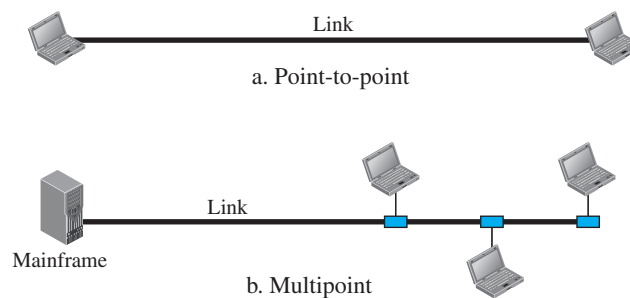 Link
a. Point-to-point
Link
Mainframe
b. Multipoint